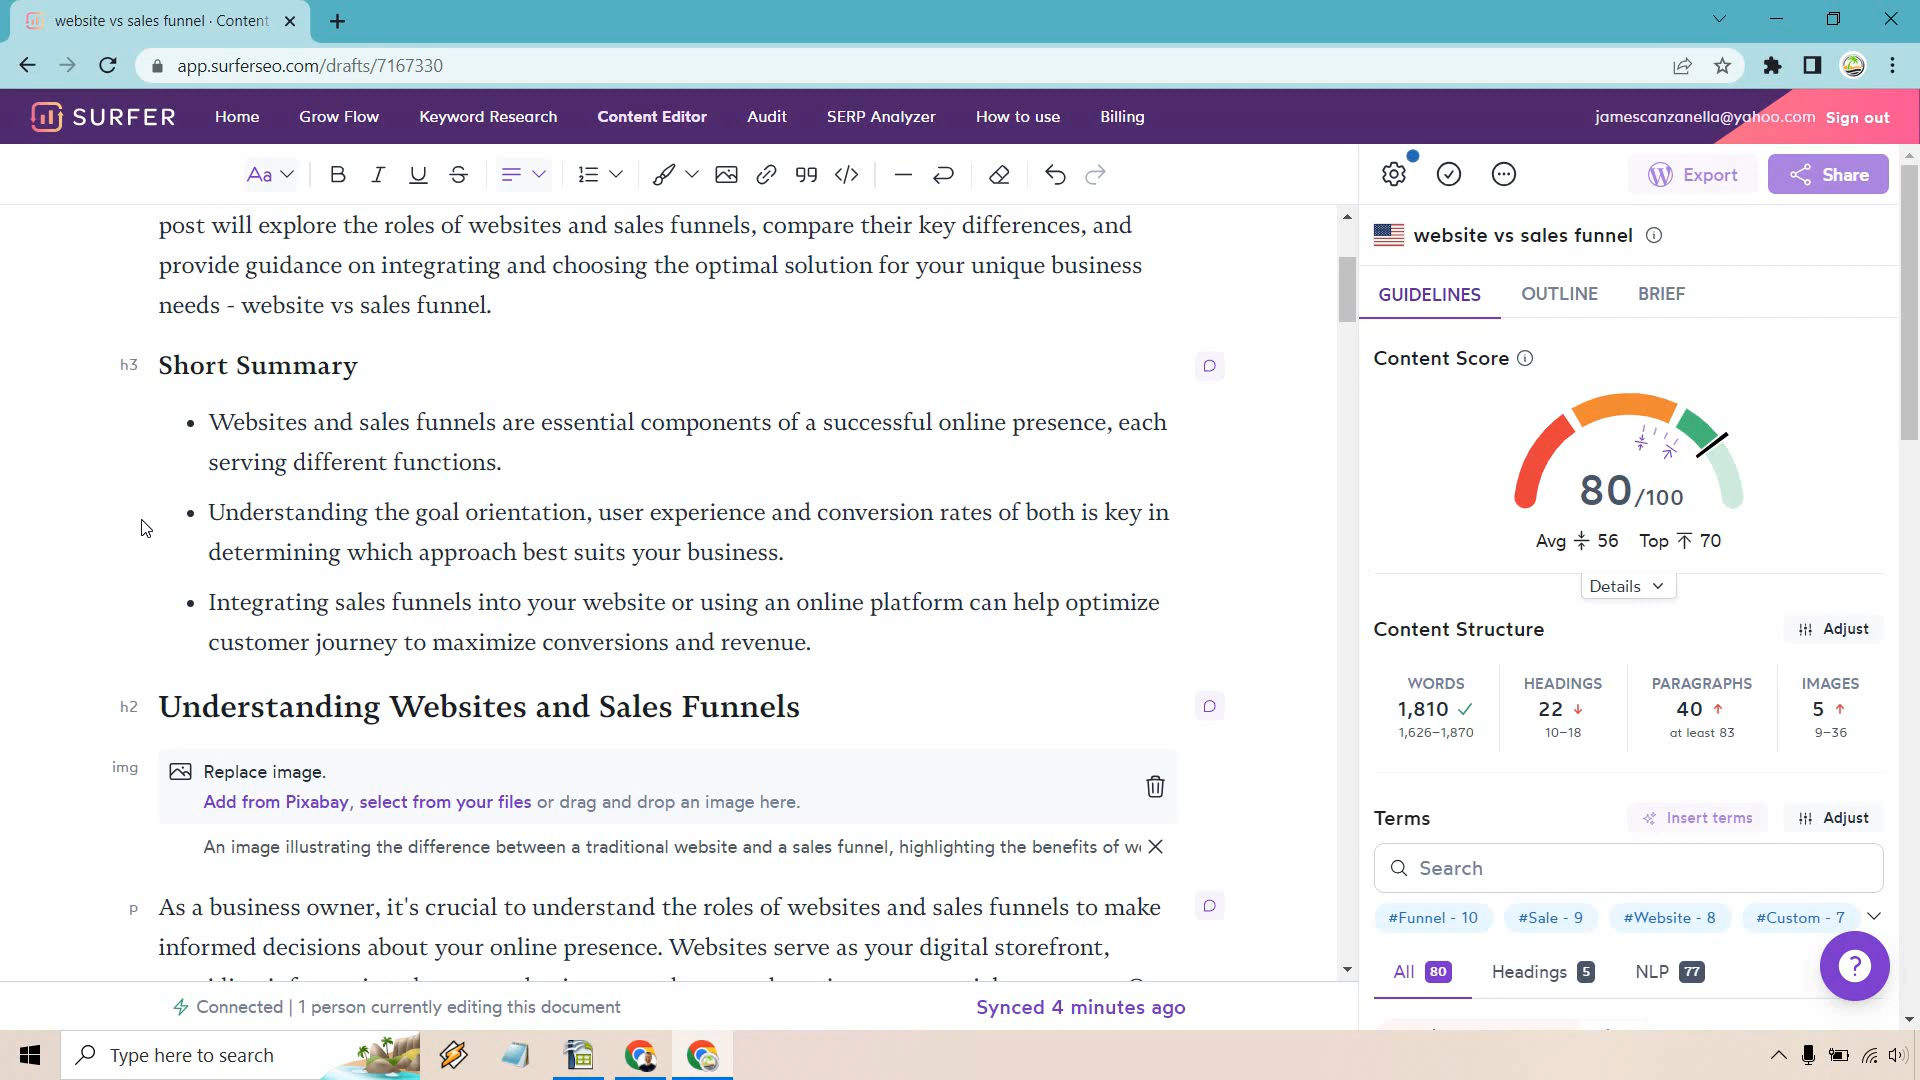 website vs sales funnel · Content
app.surferseo.com/drafts/7167330
SURFER
Home
Grow Flow
Keyword Research
Content Editor
Audit
SERP Analyzer
How to use
Billing
jamescanzanella@yahoo.com
Sign out
Aa
Export
Share
post will explore the roles of websites and sales funnels, compare their key differences, and
provide guidance on integrating and choosing the optimal solution for your unique business
needs - website vs sales funnel.
h3
Short Summary
• Websites and sales funnels are essential components of a successful online presence, each
serving different functions.
• Understanding the goal orientation, user experience and conversion rates of both is key in
determining which approach best suits your business.
• Integrating sales funnels into your website or using an online platform can help optimize
customer journey to maximize conversions and revenue.
h2
Understanding Websites and Sales Funnels
img
Replace image.
Add from Pixabay, select from your files or drag and drop an image here.
An image illustrating the difference between a traditional website and a sales funnel, highlighting the benefits of
p
As a business owner, it's crucial to understand the roles of websites and sales funnels to make
informed decisions about your online presence. Websites serve as your digital storefront,
Connected | 1 person currently editing this document
Synced 4 minutes ago
website vs sales funnel
GUIDELINES
OUTLINE
BRIEF
Content Score
80/100
Avg 56 Top 70
Details
Content Structure
Adjust
WORDS
1,810
1,626–1,870
HEADINGS
22
10–18
PARAGRAPHS
40
at least 83
IMAGES
5
9–36
Terms
Insert terms
Adjust
Search
#Funnel - 10
#Sale - 9
#Website - 8
#Custom - 7
All 80
Headings 5
NLP 77
?
Type here to search